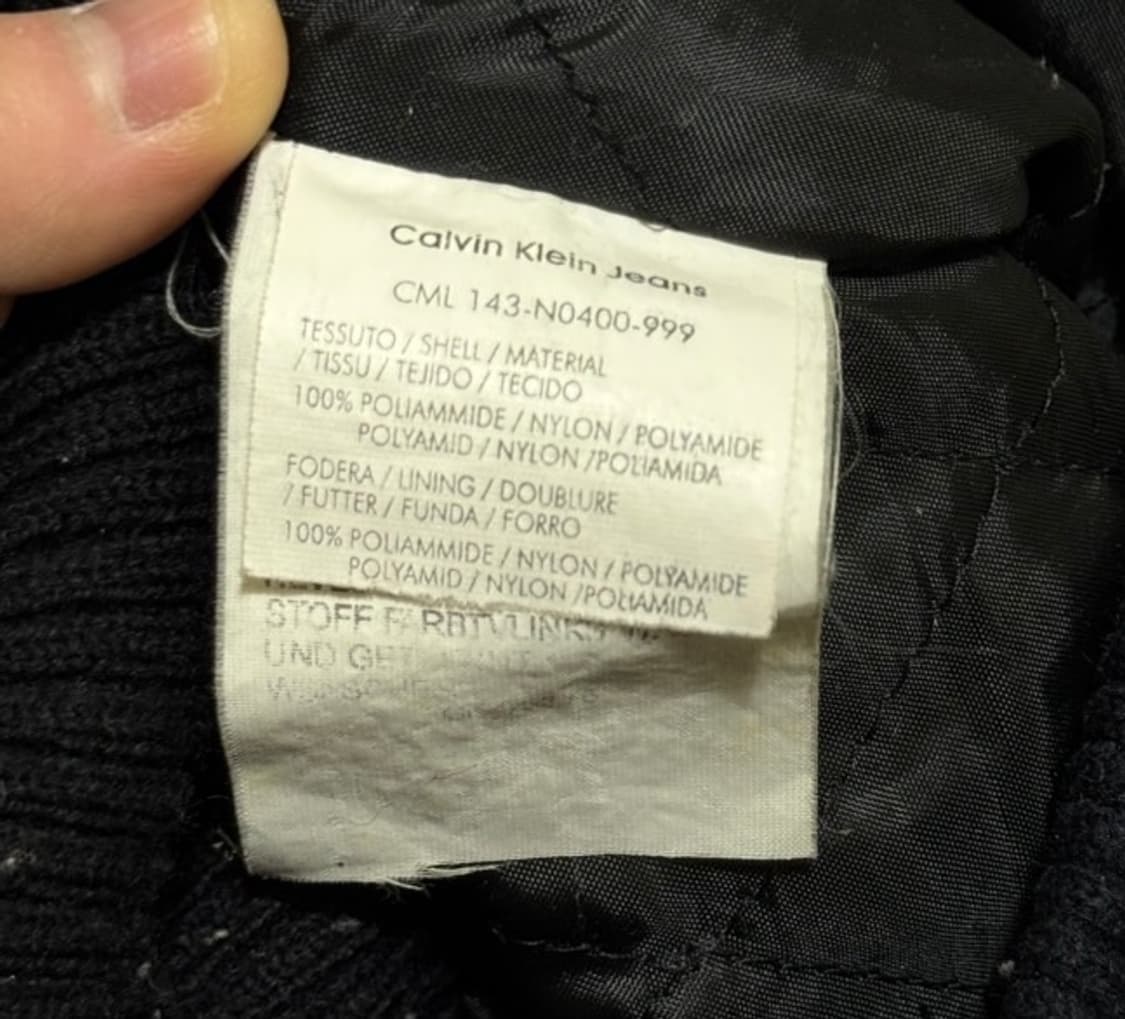 Calvin Klein Jeans
CML 143-N0400-999
TESSUTO / SHELL / MATERIAL
/ TISSU / TEJIDO / TECIDO
100% POLIAMMIDE / NYLON / POLYAMIDE
POLYAMID / NYLON /POLIAMIDA
FODERA / LINING / DOUBLURE
/ FUTTER / FUNDA / FORRO
100% POLIAMMIDE / NYLON / POLYAMIDE
POLYAMID / NYLON /POLIAMIDA
STOFF
UND